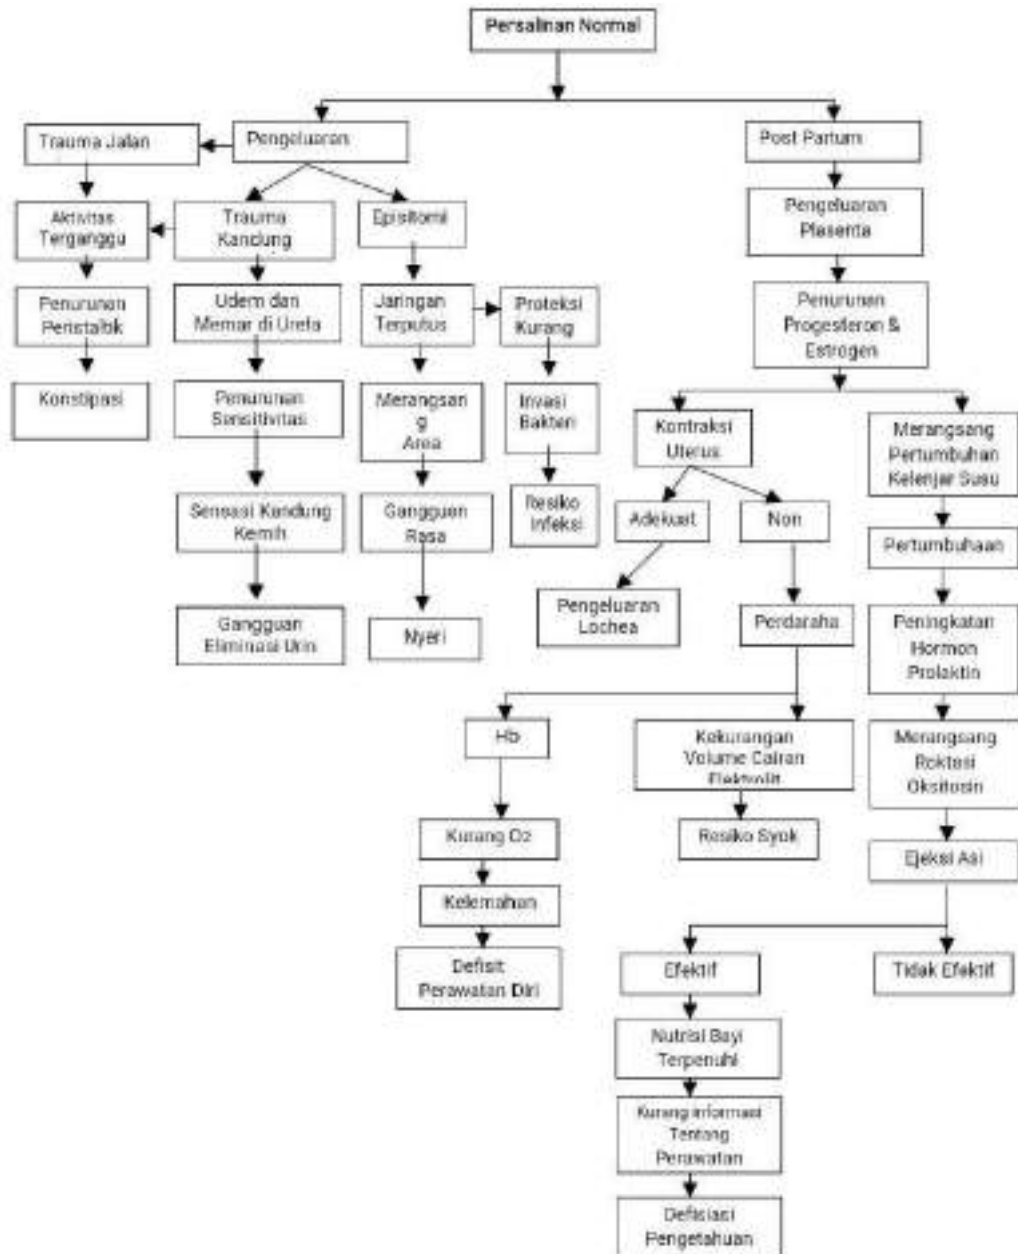 Persalinan Normal
Trauma Jalan
Pengeluaran
Post Partum
Aktivitas
Terganggu
Trauma
Kandung
Episitomi
Pengeluaran
Plasenta
Penurunan
Peristaltik
Udem dan
Memar di Ureta
Jaringan
Terputus
Proteksi
Kurang
Penurunan
Progesteron &
Estrogen
Konstipasi
Penurunan
Sensitivitas
Merangsan
g
Area
Invasi
Bakteri
Kontraksi
Uterus
Merangsang
Pertumbuhan
Kelenjar Susu
Sensasi Kandung
Kemih
Gangguan
Rasa
Resiko
Infeksi
Adekuat
Non
Pertumbuhaan
Gangguan
Eliminasi Urin
Nyeri
Pengeluaran
Lochea
Perdaraha
Peningkatan
Hormon
Prolaktin
Hb
Kekurangan
Volume Cairan
Elektrolit
Merangsang
Roktasi
Oksitosin
Kurang O2
Resiko Syok
Ejeksi Asi
Kelemahan
Defisit
Perawatan Diri
Efektif
Tidak Efektif
Nutrisi Bayi
Terpenuhi
Kurang informasi
Tentang
Perawatan
Defisiasi
Pengetahuan